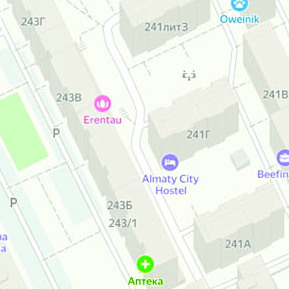 243Г
241лит3
Oweinik
243В
241В
Erentau
P
241Г
Almaty City
Hostel
Beefin
P
243Б
243/1
241А
Аптека